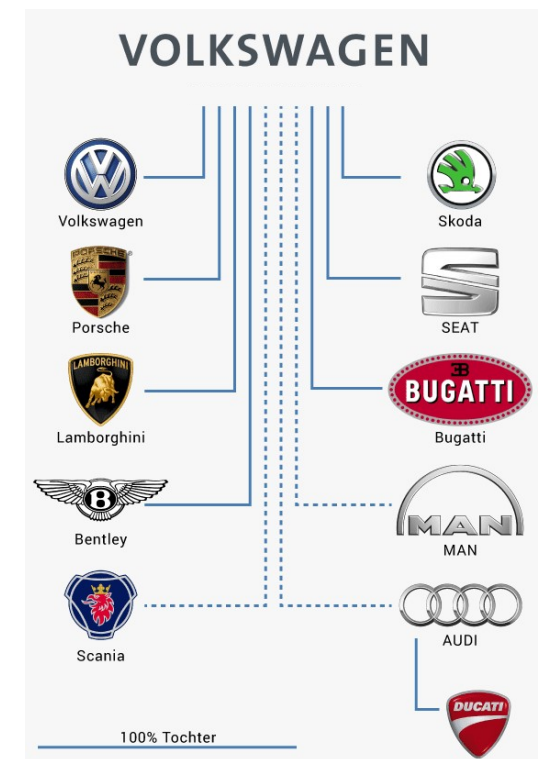 VOLKSWAGEN
Volkswagen
Skoda
PORSCHE
Porsche
SEAT
LAMBORGHINI
Lamborghini
BUGATTI
Bugatti
B
Bentley
MAN
MAN
Scania
AUDI
DUCATI
100% Tochter